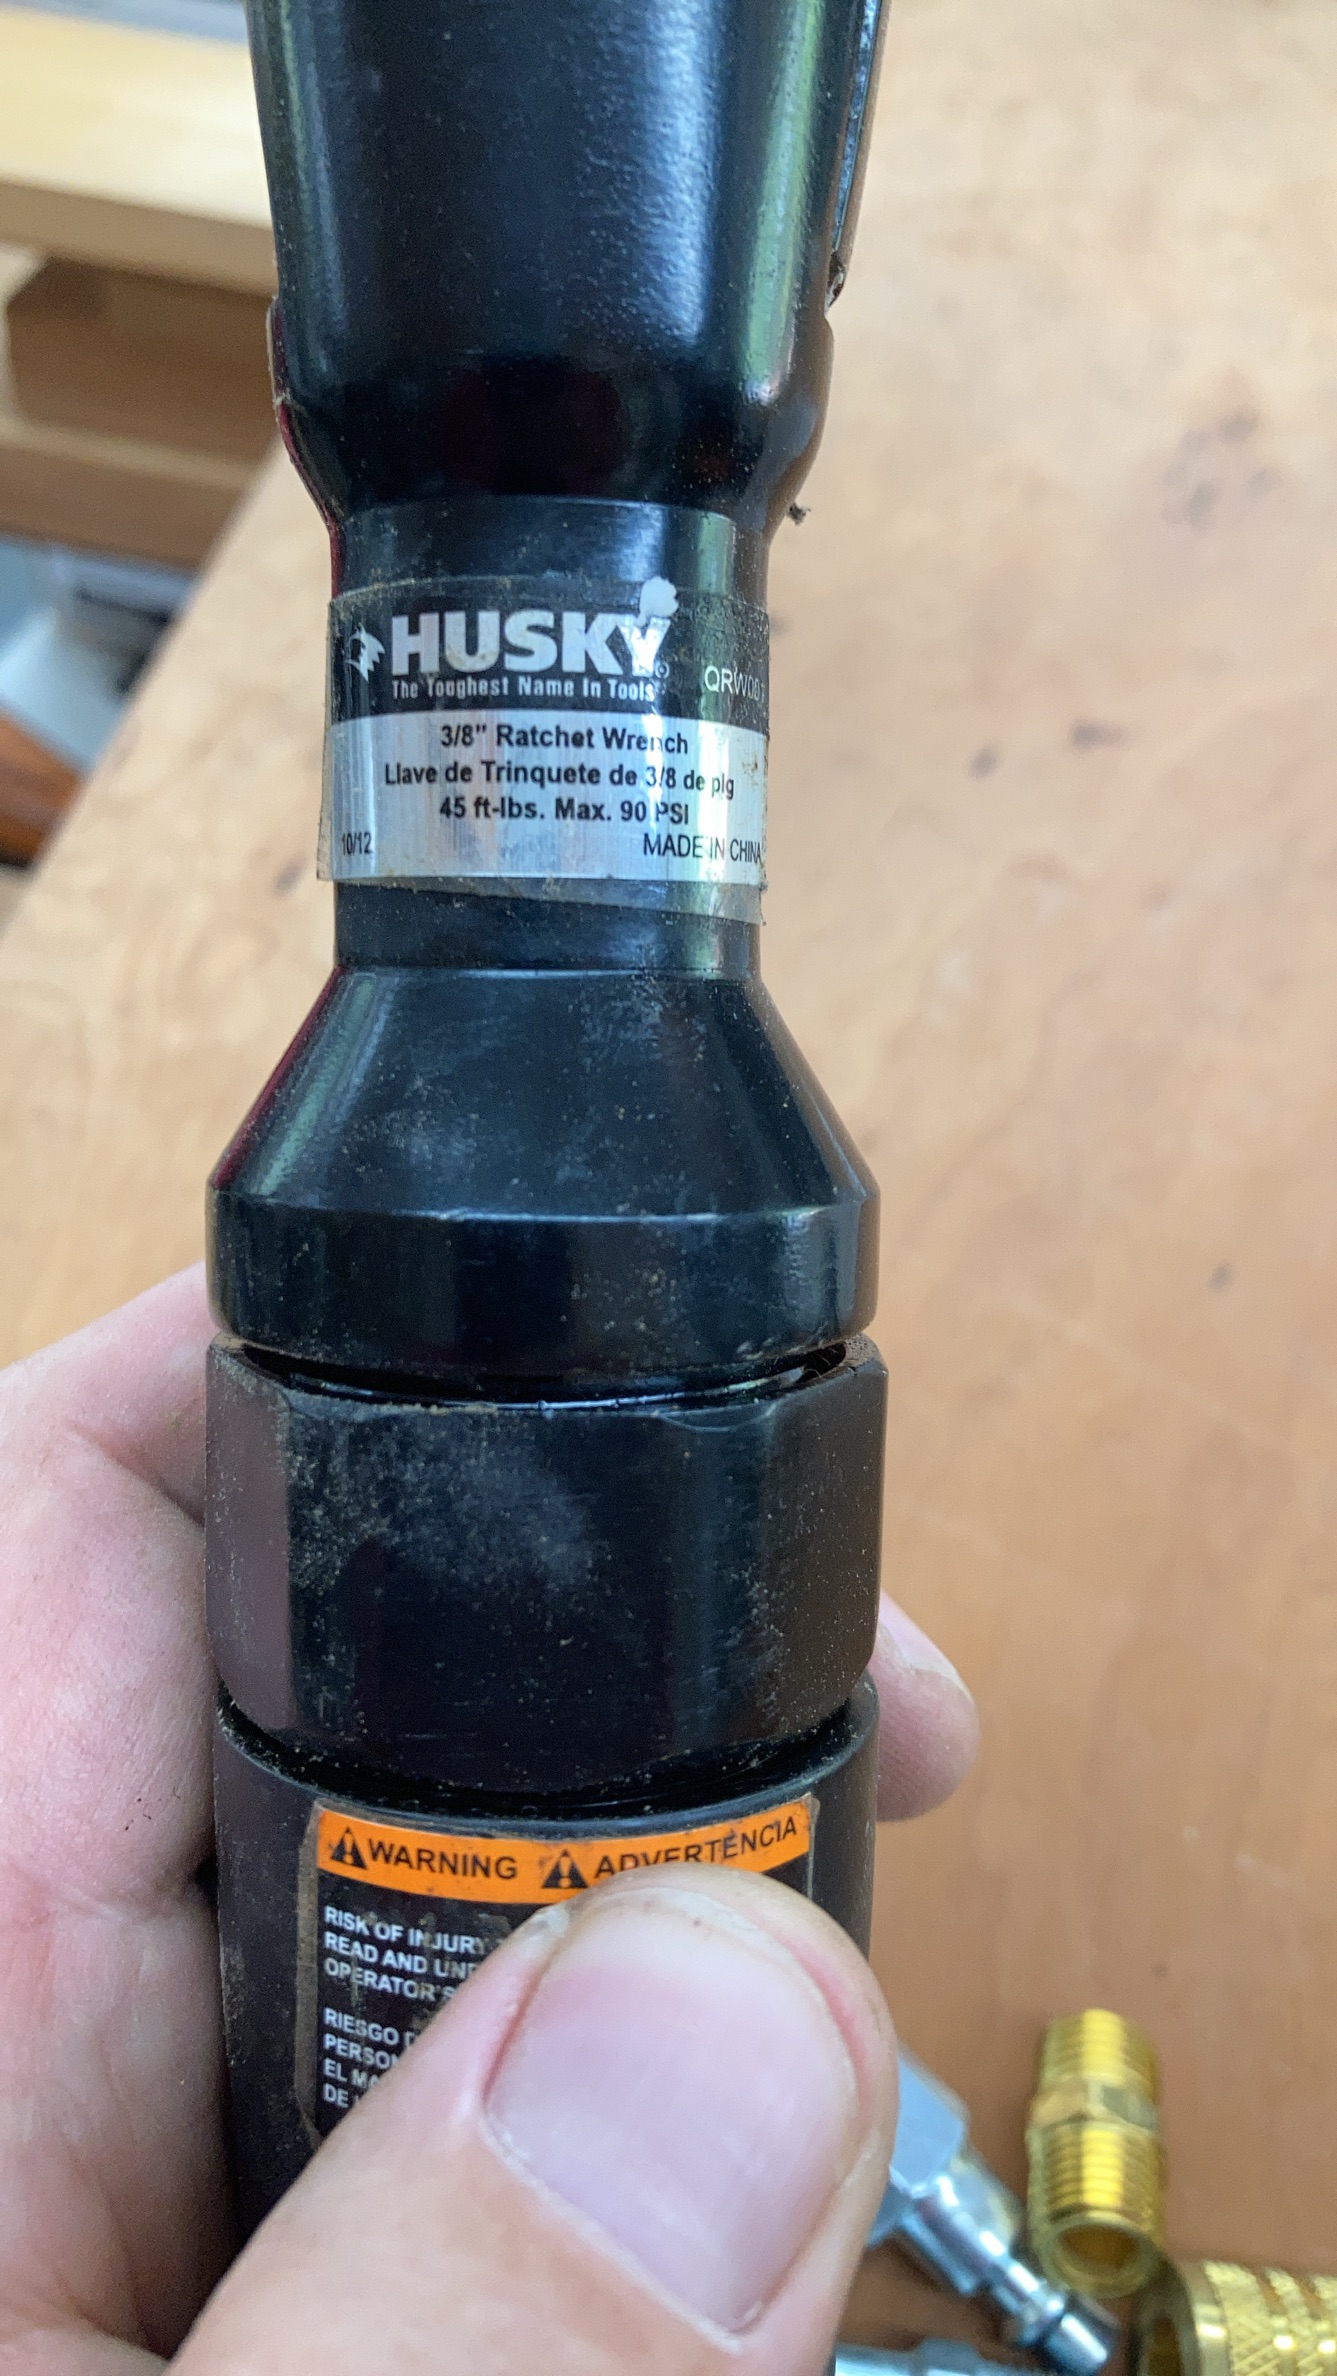 HUSKY
The Toughest Name In Tools
3/8" Ratchet Wrench
Llave de Trinquete de 3/8 de plg
45 ft-lbs. Max. 90 PSI
10/12 MADE IN CHINA
WARNING ADVERTENCIA
RISK OF INJURY
READ AND
OPERATOR'S
RIESGO
EL
DE